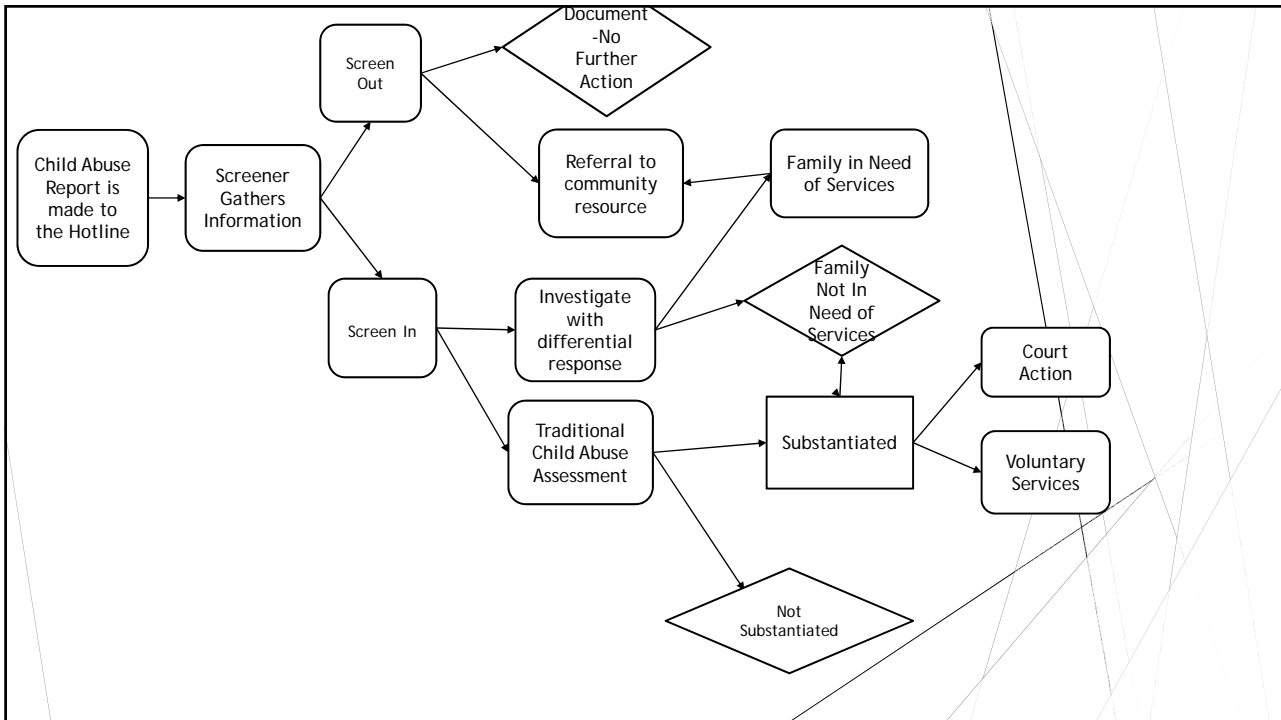 Document
-No
Further
Action
Screen
Out
Child Abuse
Report is
made to
the Hotline
Screener
Gathers
Information
Referral to
community
resource
Family in Need
of Services
Family
Not In
Need of
Services
Screen In
Investigate
with
differential
response
Court
Action
Traditional
Child Abuse
Assessment
Substantiated
Voluntary
Services
Not
Substantiated